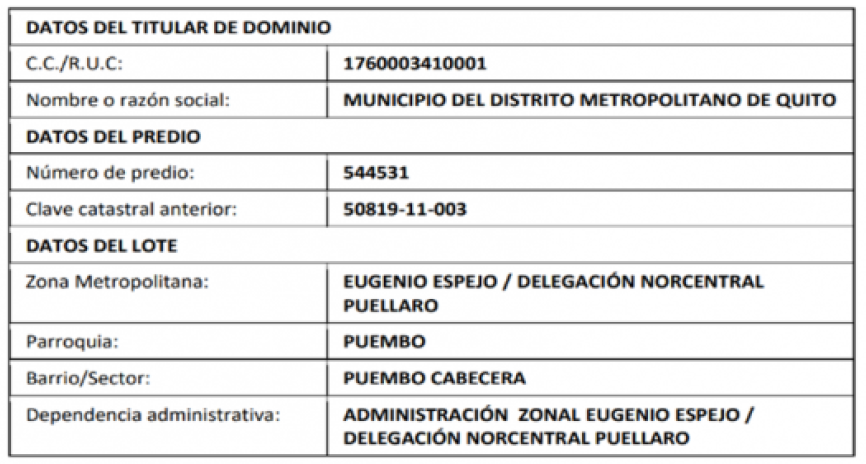 DATOS DEL TITULAR DE DOMINIO
C.C./R.U.C: 1760003410001
Nombre o razón social: MUNICIPIO DEL DISTRITO METROPOLITANO DE QUITO
DATOS DEL PREDIO
Número de predio: 544531
Clave catastral anterior: 50819-11-003
DATOS DEL LOTE
Zona Metropolitana: EUGENIO ESPEJO / DELEGACIÓN NORCENTRAL
PUELLARO
Parroquia: PUEMBO
Barrio/Sector: PUEMBO CABECERA
Dependencia administrativa: ADMINISTRACIÓN ZONAL EUGENIO ESPEJO /
DELEGACIÓN NORCENTRAL PUELLARO